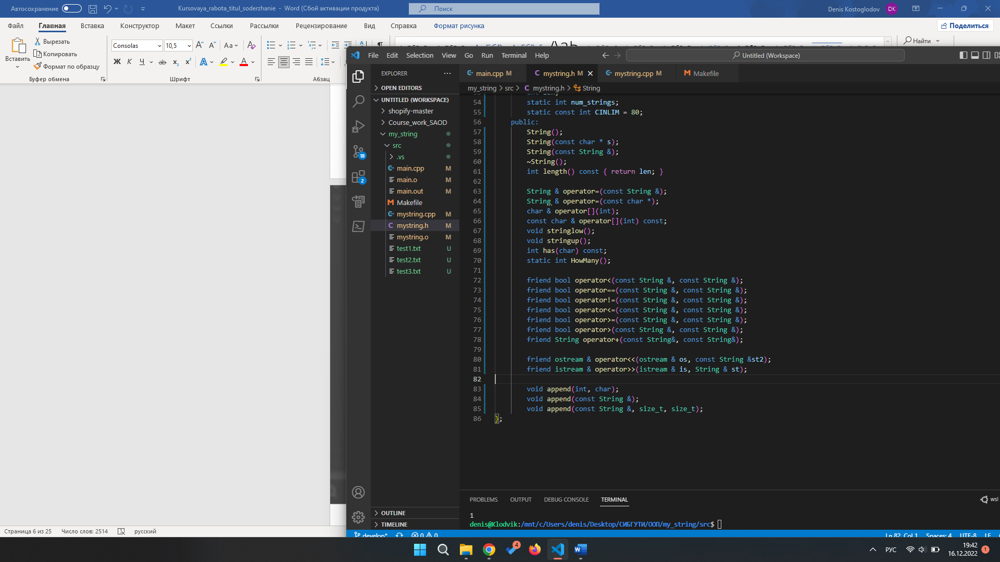 Автосохранение
Kursovaya_rabota_titul_soderzhanie - Word (Сбой активации продукта)
Поиск
Denis Kostoglodov DK
Файл Главная Вставка Конструктор Макет Ссылки Рассылки Рецензирование Вид Справка Формат рисунка
Поделиться
Вставить
Вырезать
Копировать
Формат по образцу
Буфер обмена
Consolas 10,5
Ж К Ч
Шрифт
Абзац
Найти
File Edit Selection View Go Run Terminal Help
Untitled (Workspace)
EXPLORER
OPEN EDITORS
UNTITLED (WORKSPACE)
shopify-master
Course_work_SAOD
my_string
src
.vs
main.cpp M
main.o M
main.out M
Makefile
mystring.cpp M
mystring.h M
mystring.o M
test1.txt U
test2.txt U
test3.txt U
OUTLINE
TIMELINE
18
2
main.cpp M mystring.h M mystring.cpp M Makefile
my_string > src > mystring.h > String
54 static int num_strings;
55 static const int CINLIM = 80;
56 public:
57 String();
58 String(const char * s);
59 String(const String &);
60 ~String();
61 int length() const { return len; }
62
63 String & operator=(const String &);
64 String & operator=(const char *);
65 char & operator[](int);
66 const char & operator[](int) const;
67 void stringlow();
68 void stringup();
69 int has(char) const;
70 static int HowMany();
71
72 friend bool operator<(const String &, const String &);
73 friend bool operator==(const String &, const String &);
74 friend bool operator!=(const String &, const String &);
75 friend bool operator<=(const String &, const String &);
76 friend bool operator>=(const String &, const String &);
77 friend bool operator>(const String &, const String &);
78 friend String operator+(const String&, const String&);
79
80 friend ostream & operator<<(ostream & os, const String &st2);
81 friend istream & operator>>(istream & is, String & st);
82
83 void append(int, char);
84 void append(const String &);
85 void append(const String &, size_t, size_t);
86 };
PROBLEMS OUTPUT DEBUG CONSOLE TERMINAL
wsl
1
denis@Klodvik:/mnt/c/Users/denis/Desktop/СИБГУТИ/ООП/my_string/src$
develop* 0 0
Ln 82, Col 1 Spaces: 4 UTF-8 LF
Страница 6 из 25 Число слов: 2514 русский
4
РУС
19:42
16.12.2022
1